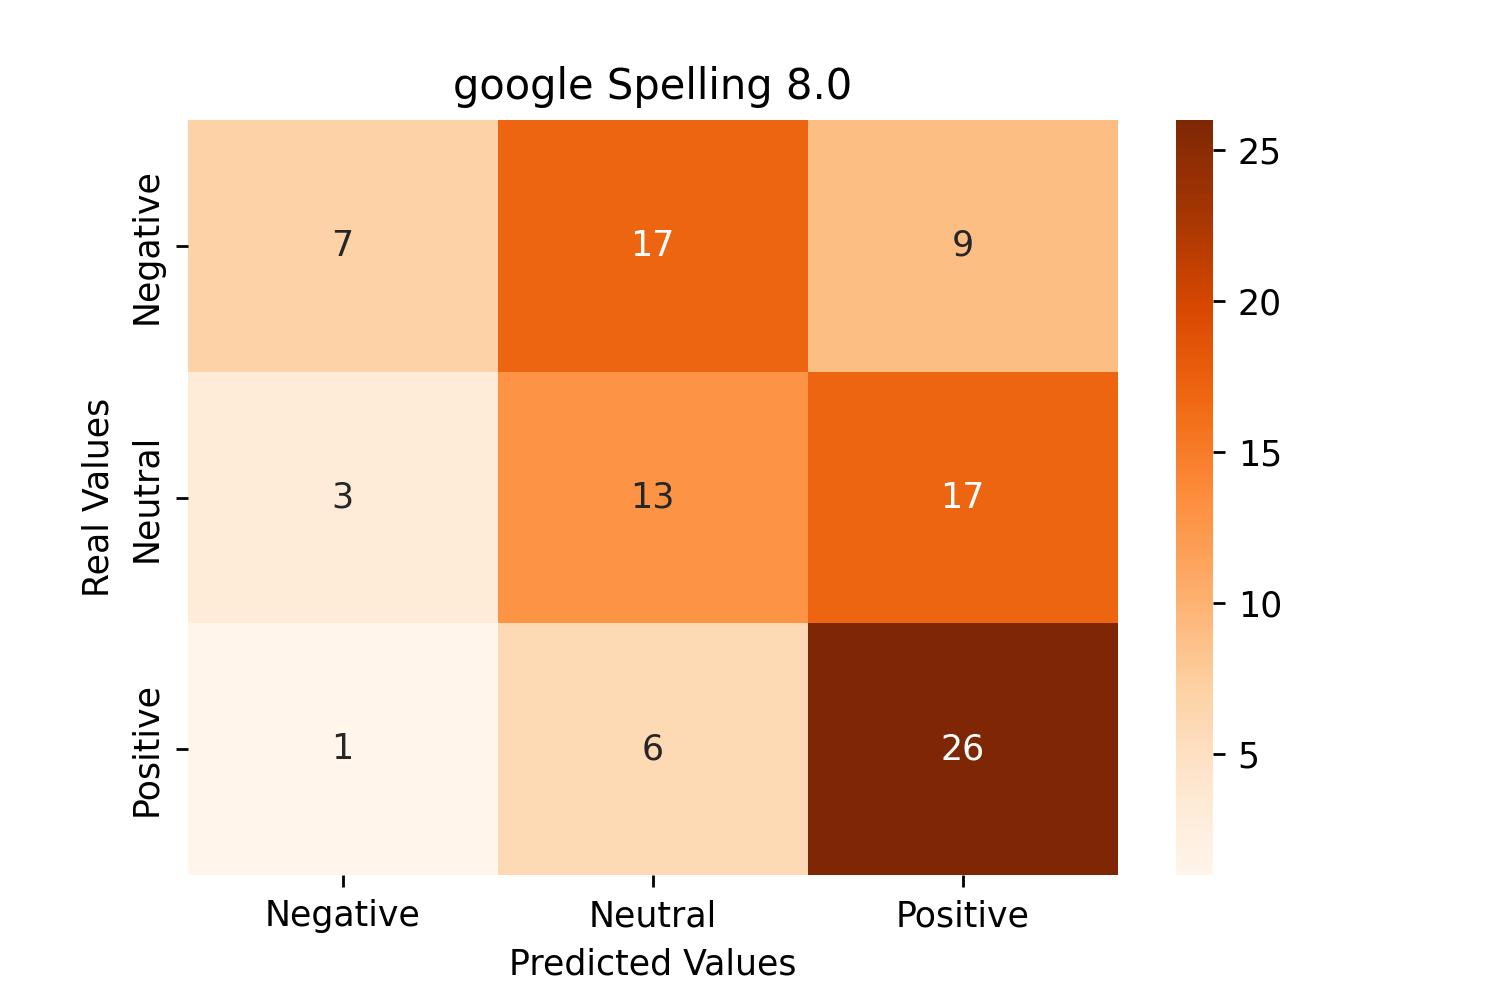 google Spelling 8.0
Real Values
Negative
7 17 9
Neutral
3 13 17
Positive
1 6 26
Negative Neutral Positive
Predicted Values
25
20
15
10
5